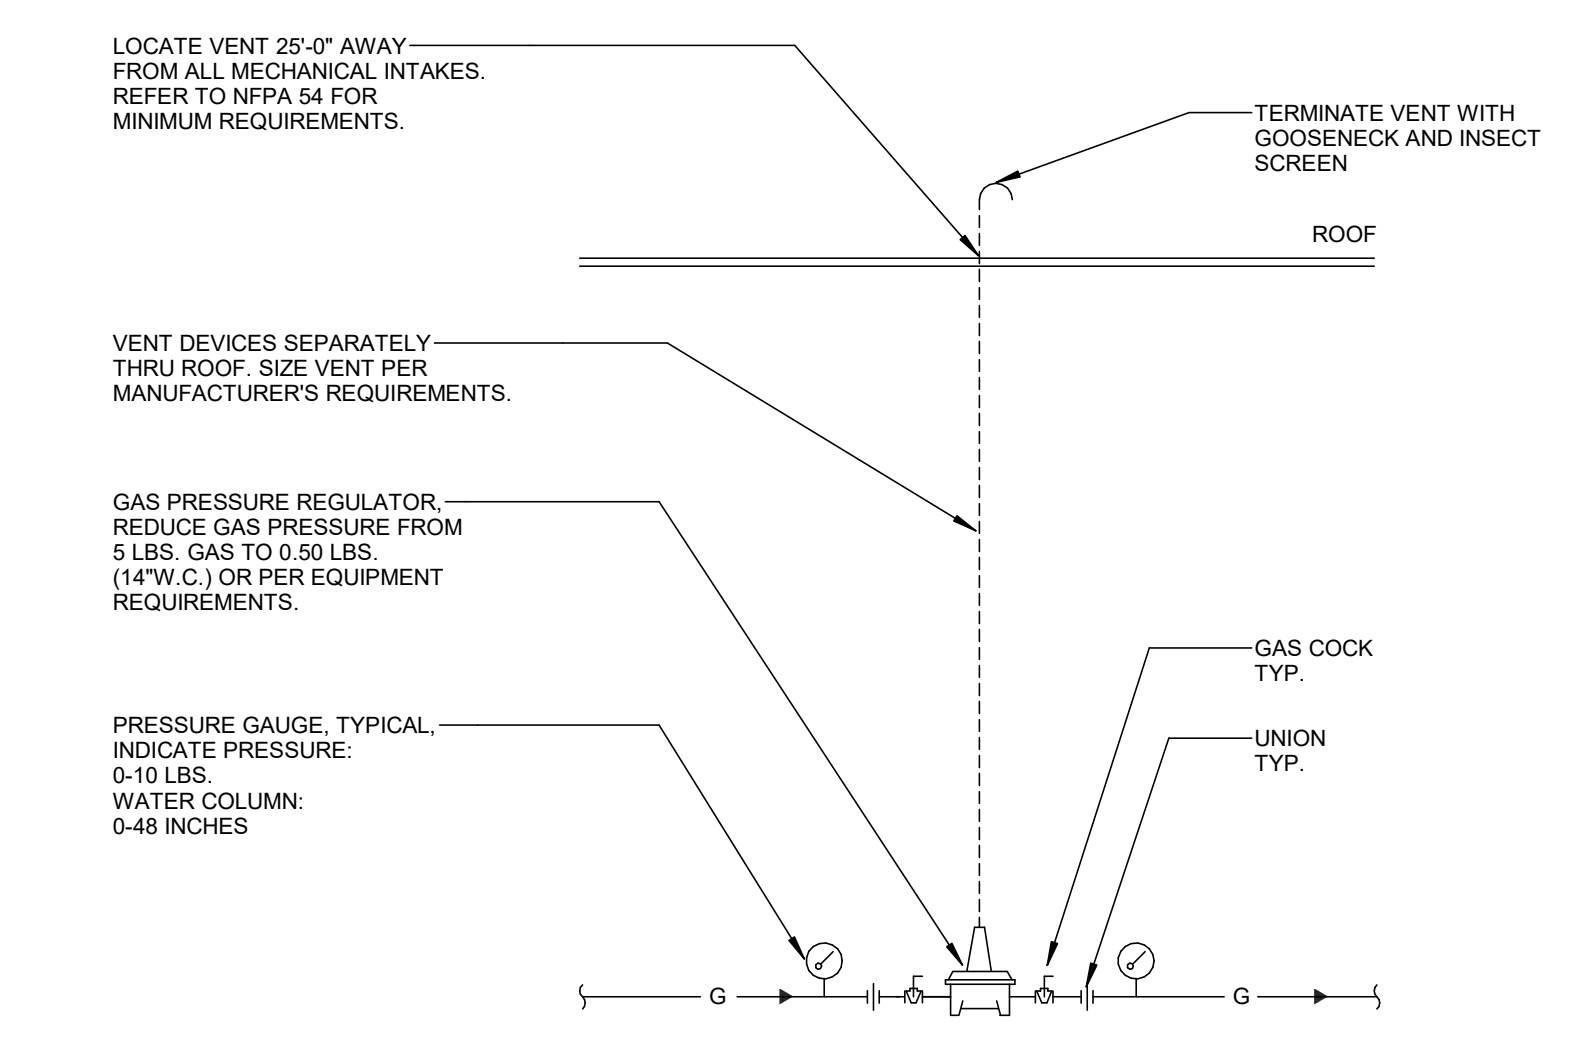 LOCATE VENT 25'-0" AWAY
FROM ALL MECHANICAL INTAKES.
REFER TO NFPA 54 FOR
MINIMUM REQUIREMENTS.
TERMINATE VENT WITH
GOOSENECK AND INSECT
SCREEN
ROOF
VENT DEVICES SEPARATELY
THRU ROOF. SIZE VENT PER
MANUFACTURER'S REQUIREMENTS.
GAS PRESSURE REGULATOR,
REDUCE GAS PRESSURE FROM
5 LBS. GAS TO 0.50 LBS.
(14"W.C.) OR PER EQUIPMENT
REQUIREMENTS.
GAS COCK
TYP.
PRESSURE GAUGE, TYPICAL,
INDICATE PRESSURE:
0-10 LBS.
WATER COLUMN:
0-48 INCHES
UNION
TYP.
G
G